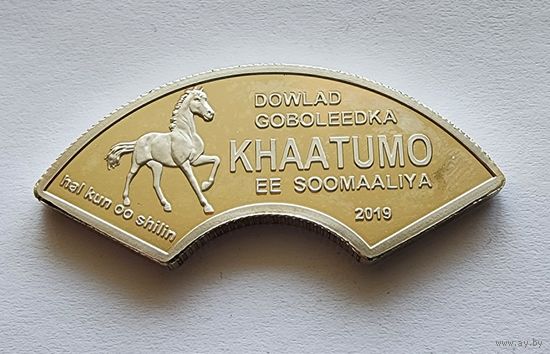 DOWLAD
GOBOLEEDKA
KHAATUMO
EE SOOMAALIYA
2019
hal kun oo shilin
www.ay.by